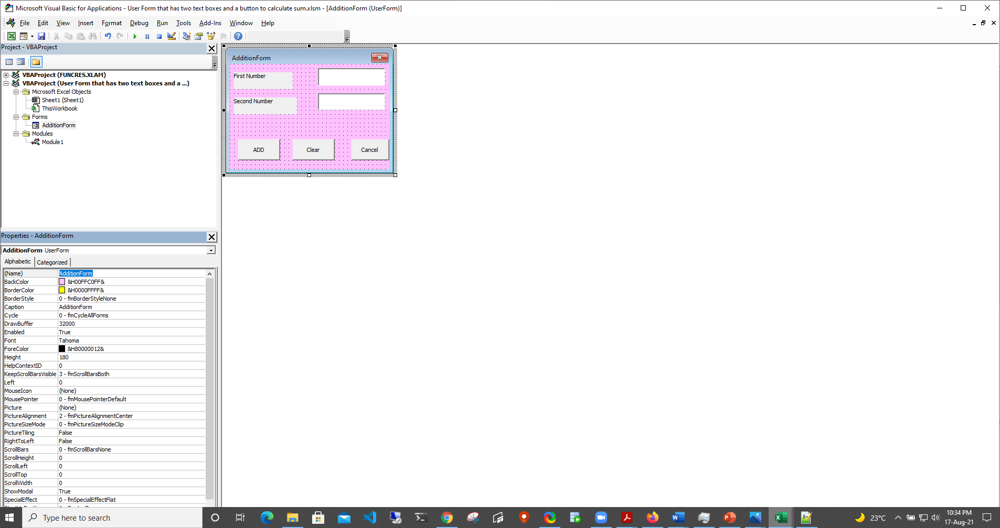 Microsoft Visual Basic for Applications - User Form that has two text boxes and a button to calculate sum.xlsm - [AdditionForm (UserForm)]
File Edit View Insert Format Debug Run Tools Add-Ins Window Help
Project - VBAProject
VBAProject (FUNCRES.XLAM)
VBAProject (User Form that has two text boxes and a ...)
Microsoft Excel Objects
Sheet1 (Sheet1)
ThisWorkbook
Forms
AdditionForm
Modules
Module1
AdditionForm
First Number
Second Number
ADD Clear Cancel
Properties - AdditionForm
AdditionForm UserForm
Alphabetic Categorized
(Name) AdditionForm
BackColor &H00FFC0FF&
BorderColor &H0000FFFF&
BorderStyle 0 - fmBorderStyleNone
Caption AdditionForm
Cycle 0 - fmCycleAllForms
DrawBuffer 32000
Enabled True
Font Tahoma
ForeColor &H80000012&
Height 180
HelpContextID 0
KeepScrollBarsVisible 3 - fmScrollBarsBoth
Left 0
MouseIcon (None)
MousePointer 0 - fmMousePointerDefault
Picture (None)
PictureAlignment 2 - fmPictureAlignmentCenter
PictureSizeMode 0 - fmPictureSizeModeClip
PictureTiling False
RightToLeft False
ScrollBars 0 - fmScrollBarsNone
ScrollHeight 0
ScrollLeft 0
ScrollTop 0
ScrollWidth 0
ShowModal True
SpecialEffect 0 - fmSpecialEffectFlat
Type here to search
23°C
10:34 PM
17-Aug-21